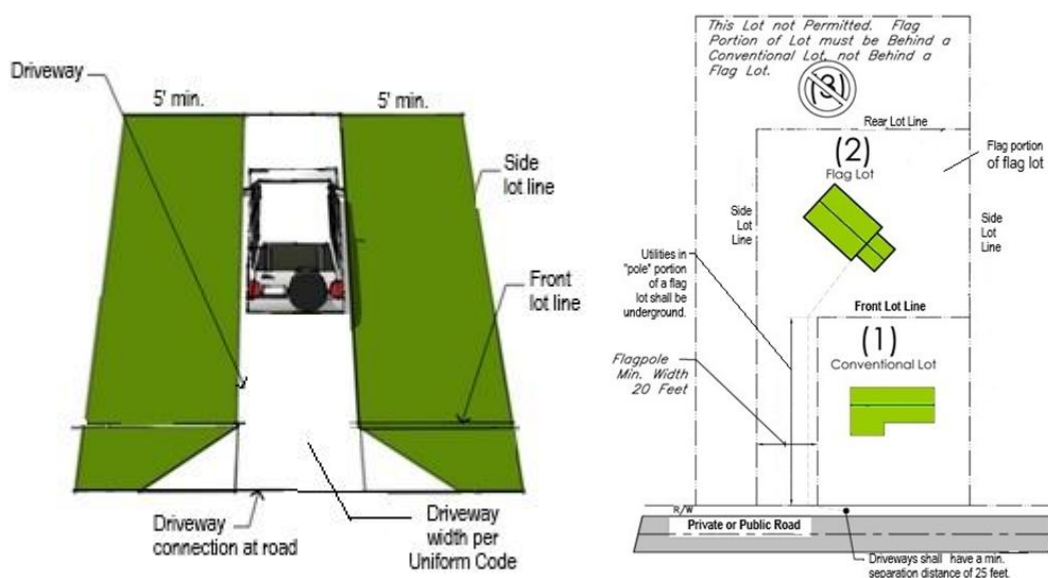 Driveway
5' min.
5' min.
Side
lot line
Front
lot line
Driveway
connection at road
Driveway
width per
Uniform Code
This Lot not Permitted. Flag
Portion of Lot must be Behind a
Conventional Lot, not Behind a
Flag Lot.
(3)
Rear Lot Line
(2)
Flag Lot
Flag portion
of flag lot
Side
Lot
Line
Side
Lot
Line
Utilities in
"pole" portion
of a flag
lot shall be
underground.
Front Lot Line
(1)
Conventional Lot
Flagpole
Min. Width
20 Feet
R/W
Private or Public Road
Driveways shall have a min.
separation distance of 25 feet.